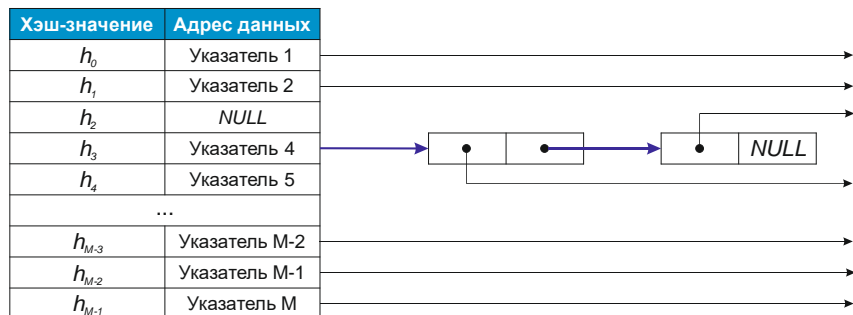 Хэш-значение Адрес данных
h₀ Указатель 1
h₁ Указатель 2
h₂ NULL
h₃ Указатель 4 NULL
h₄ Указатель 5
...
hM-3 Указатель M-2
hM-2 Указатель M-1
hM-1 Указатель M